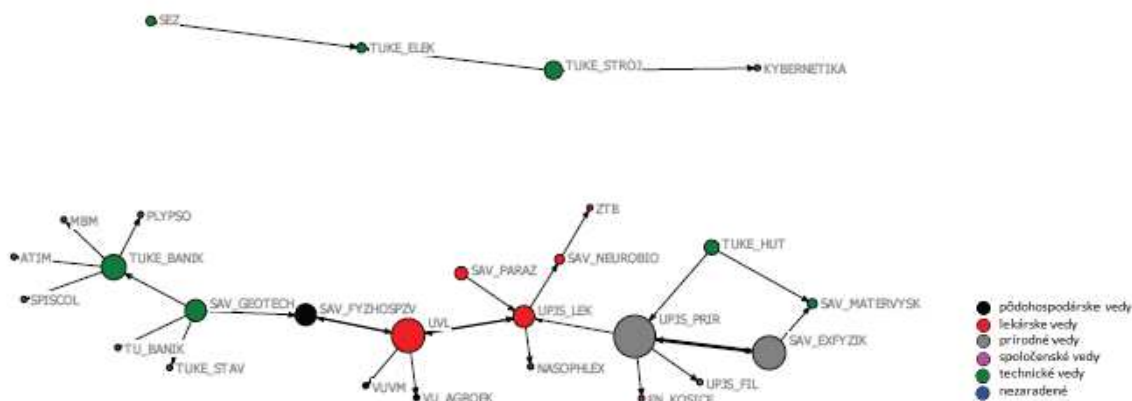 SEZ
TUKE_ELEK
TUKE_STROJ
KYBERNETIKA
ZTB
MBM
PLYPSO
TUKE_HUT
ATIM
TUKE_BANIK
SAV_PARAZ
SAV_NEUROBIO
SPISCOL
SAV_GEOTECH
SAV_FYZHOSPZV
UVL
UPJS_LEK
UPJS_PRIR
SAV_MATERVYSK
SAV_EXFYZIK
TU_BANIK
TUKE_STAV
VUVM
VU_AGROEK
NASOPHLEX
UPJS_FIL
FN_KOSICE
pôdohospodárske vedy
lekárske vedy
prírodné vedy
spoločenské vedy
technické vedy
nezaradené